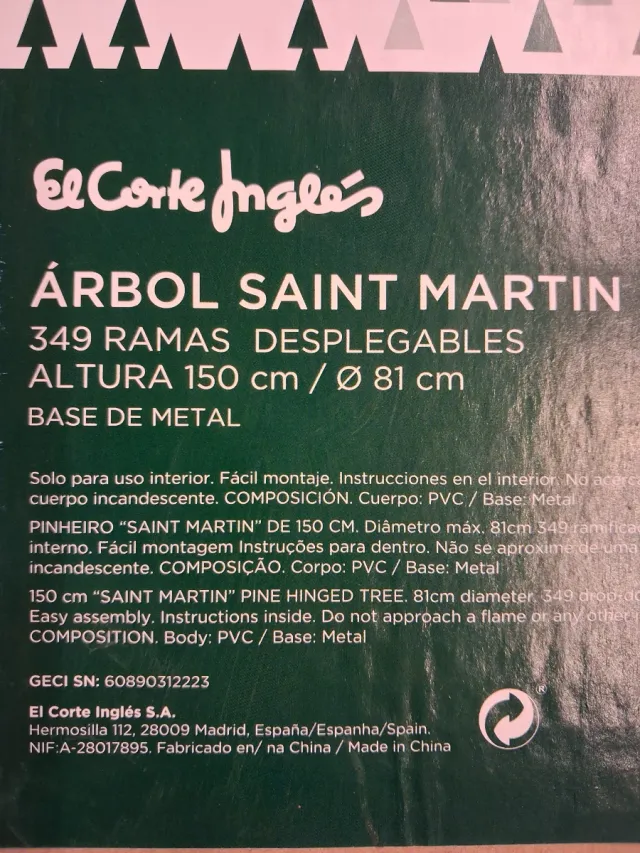 El Corte Inglés
ÁRBOL SAINT MARTIN
349 RAMAS DESPLEGABLES
ALTURA 150 cm / Ø 81 cm
BASE DE METAL
Solo para uso interior. Fácil montaje. Instrucciones en el interior. No
cuerpo incandescente. COMPOSICIÓN. Cuerpo: PVC / Base: Metal
PINHEIRO “SAINT MARTIN” DE 150 CM. Diâmetro máx. 81cm 349
interno. Fácil montagem Instruções para dentro. Não se aproxime de uma
incandescente. COMPOSIÇÃO. Corpo: PVC / Base: Metal
150 cm “SAINT MARTIN” PINE HINGED TREE. 81cm diameter. 349
Easy assembly. Instructions inside. Do not approach a flame or any other
COMPOSITION. Body: PVC / Base: Metal
GECI SN: 60890312223
El Corte Inglés S.A.
Hermosilla 112, 28009 Madrid, España/Espanha/Spain.
NIF:A-28017895. Fabricado en/ na China / Made in China
®